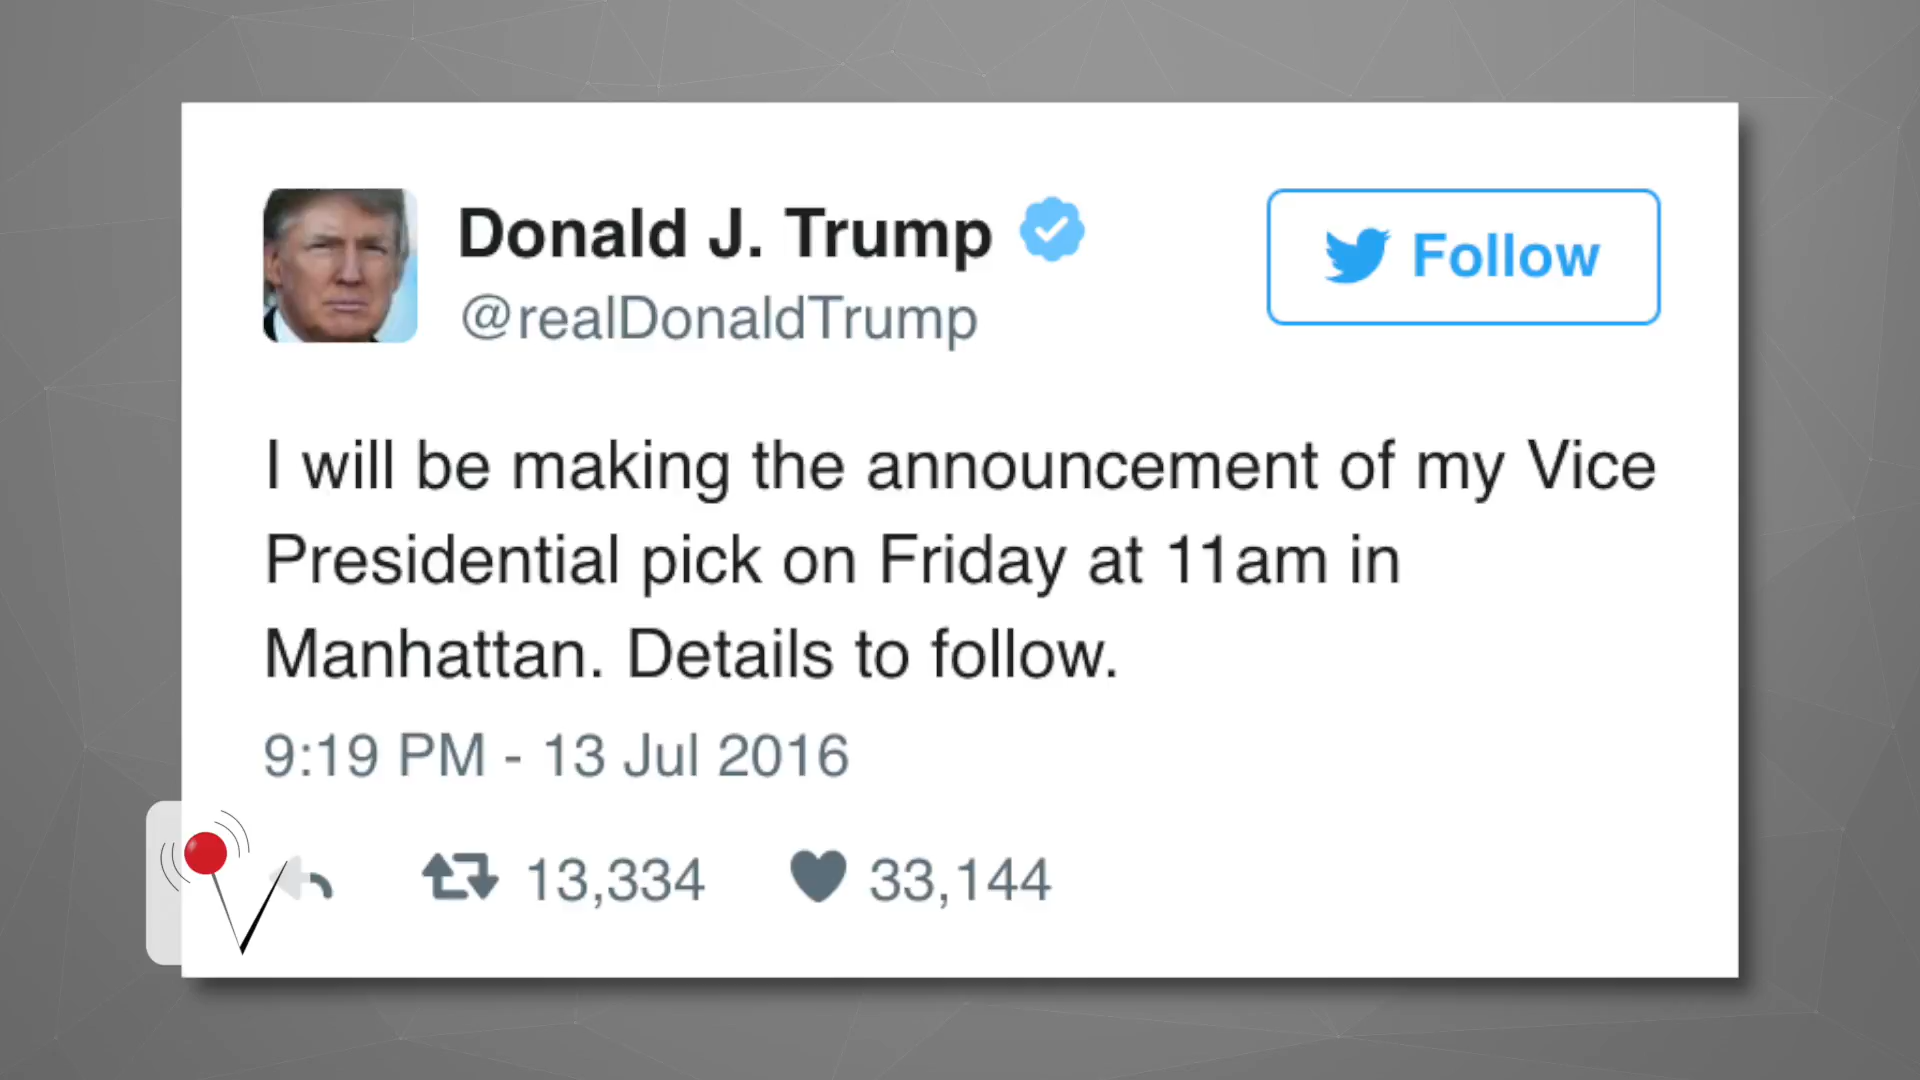 Donald J. Trump
@realDonaldTrump
Follow
I will be making the announcement of my Vice
Presidential pick on Friday at 11am in
Manhattan. Details to follow.
9:19 PM - 13 Jul 2016
13,334 33,144